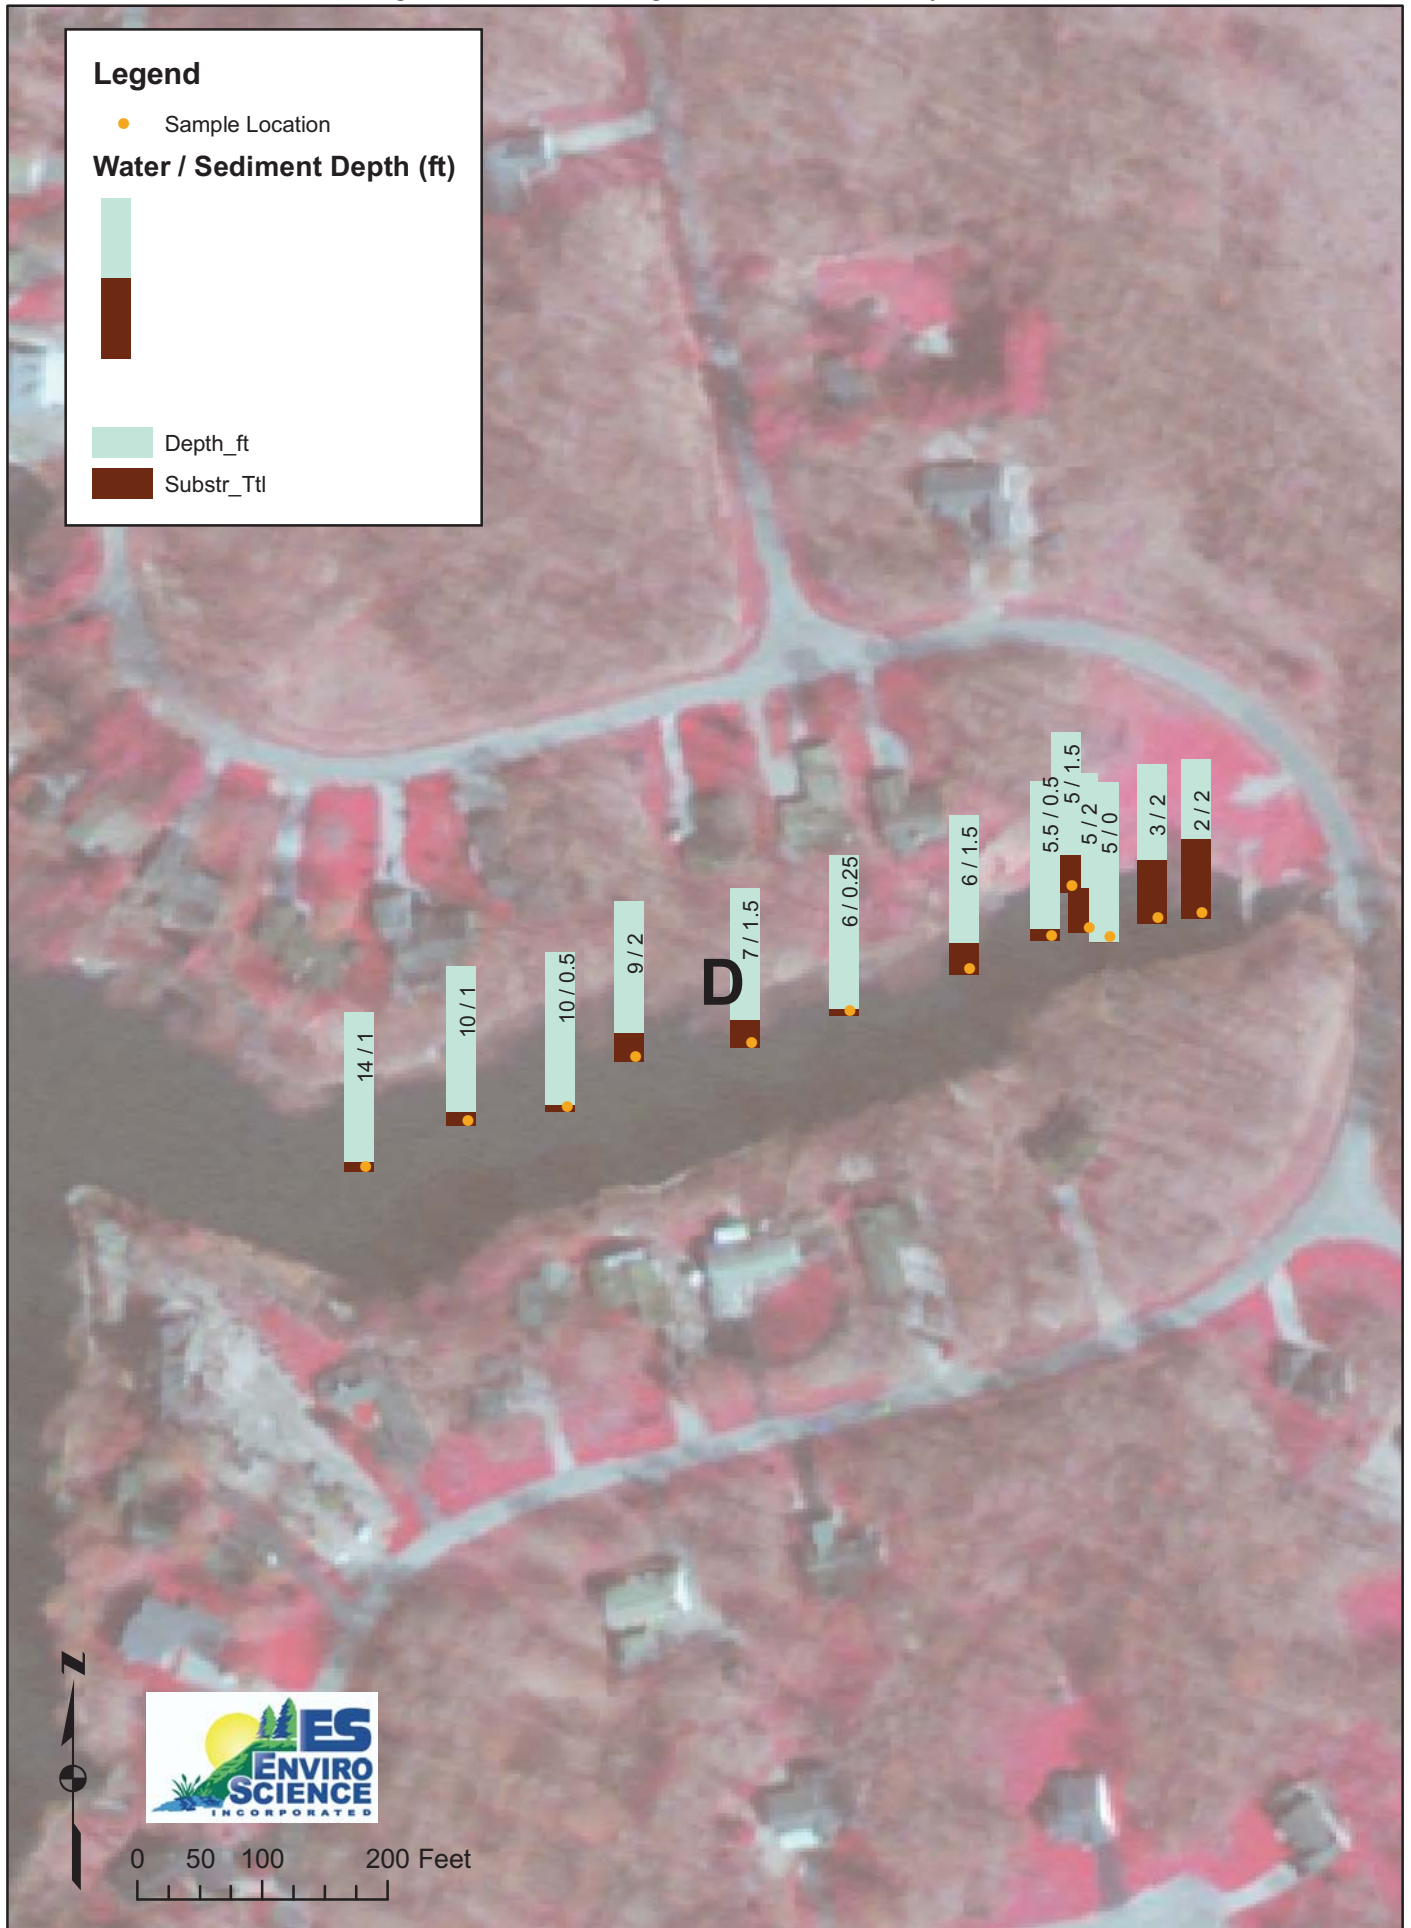 Legend
Sample Location
Water / Sediment Depth (ft)
Depth_ft
Substr_Ttl
14 / 1
10 / 1
10 / 0.5
9 / 2
D
7 / 1.5
6 / 0.25
6 / 1.5
5.5 / 0.5
5 / 1.5
5 / 2
5 / 0
3 / 2
2 / 2
N
ES
ENVIRO
SCIENCE
INCORPORATED
0 50 100 200 Feet